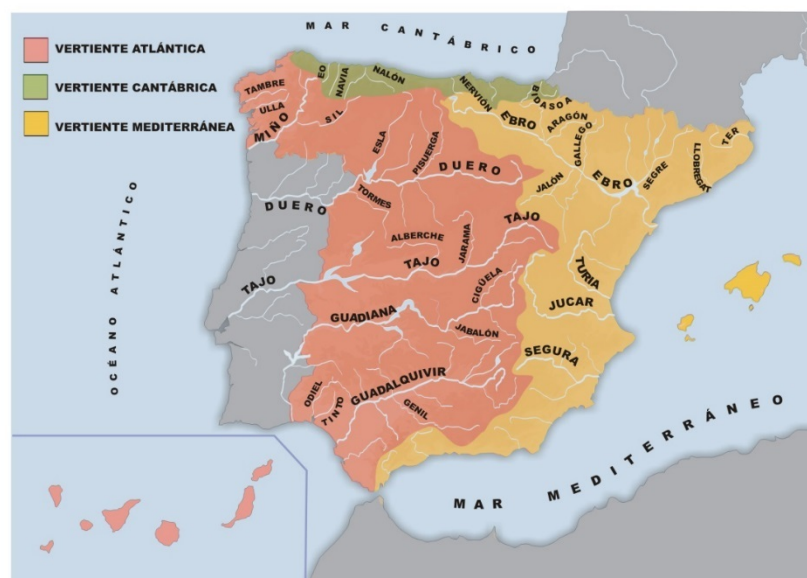 MAR CANTÁBRICO
VERTIENTE ATLÁNTICA
VERTIENTE CANTÁBRICA
VERTIENTE MEDITERRÁNEA
EO
NAVIA
NALÓN
NERVIÓN
BIDASOA
TAMBRE
ULLA
MIÑO
SIL
ESLA
PISUERGA
EBRO
ARAGÓN
GALLEGO
SEGRE
LLOBREGAT
TER
DUERO
DUERO
TORMES
JALÓN
EBRO
ALBERCHE
JARAMA
TAJO
TAJO
TAJO
CIGÜELA
TURIA
JUCAR
GUADIANA
JABALÓN
SEGURA
GUADALQUIVIR
ODIEL
TINTO
GENIL
OCÉANO ATLÁNTICO
MAR MEDITERRÁNEO